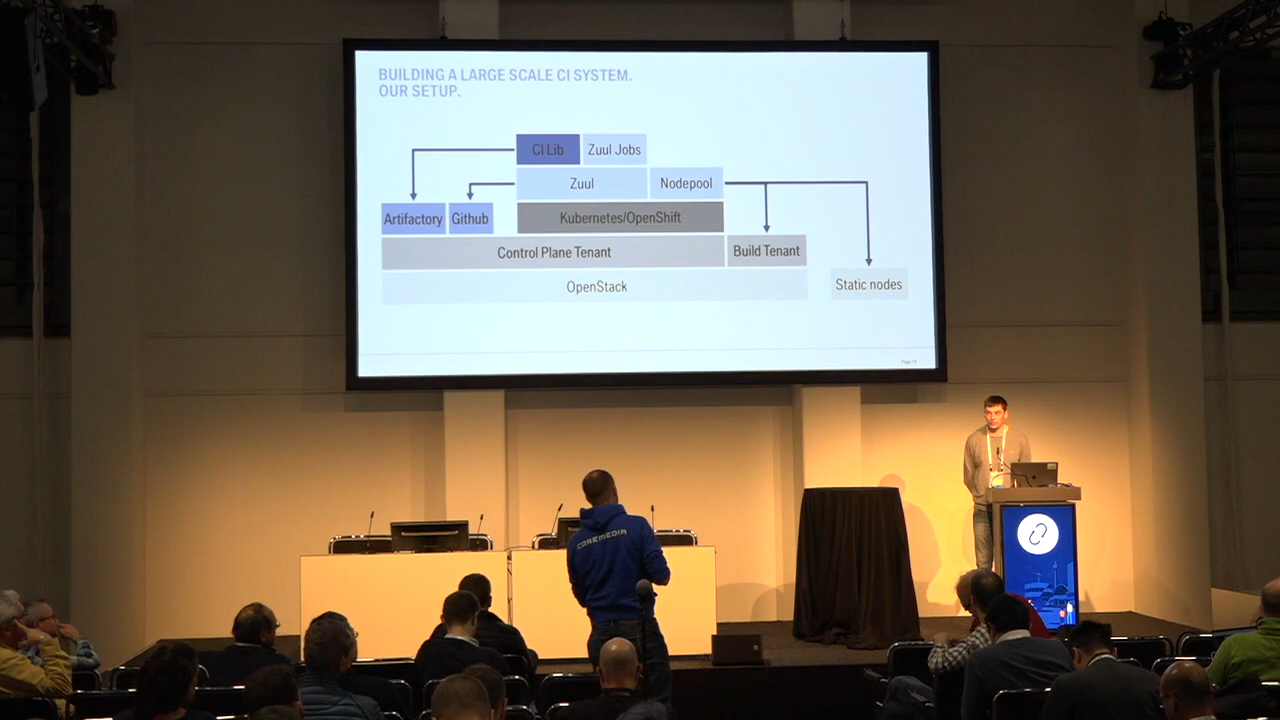 BUILDING A LARGE SCALE CI SYSTEM.
OUR SETUP.
CI Lib
Zuul Jobs
Zuul
Nodepool
Artifactory
Github
Kubernetes/OpenShift
Control Plane Tenant
Build Tenant
OpenStack
Static nodes
COREMEDIA